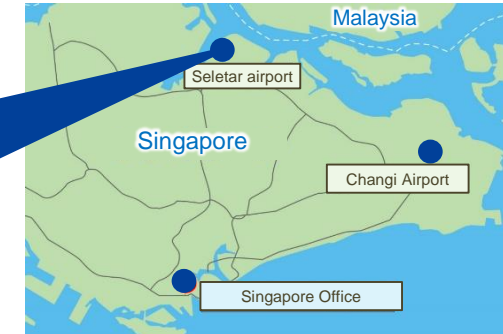 Malaysia
Seletar airport
Singapore
Changi Airport
Singapore Office